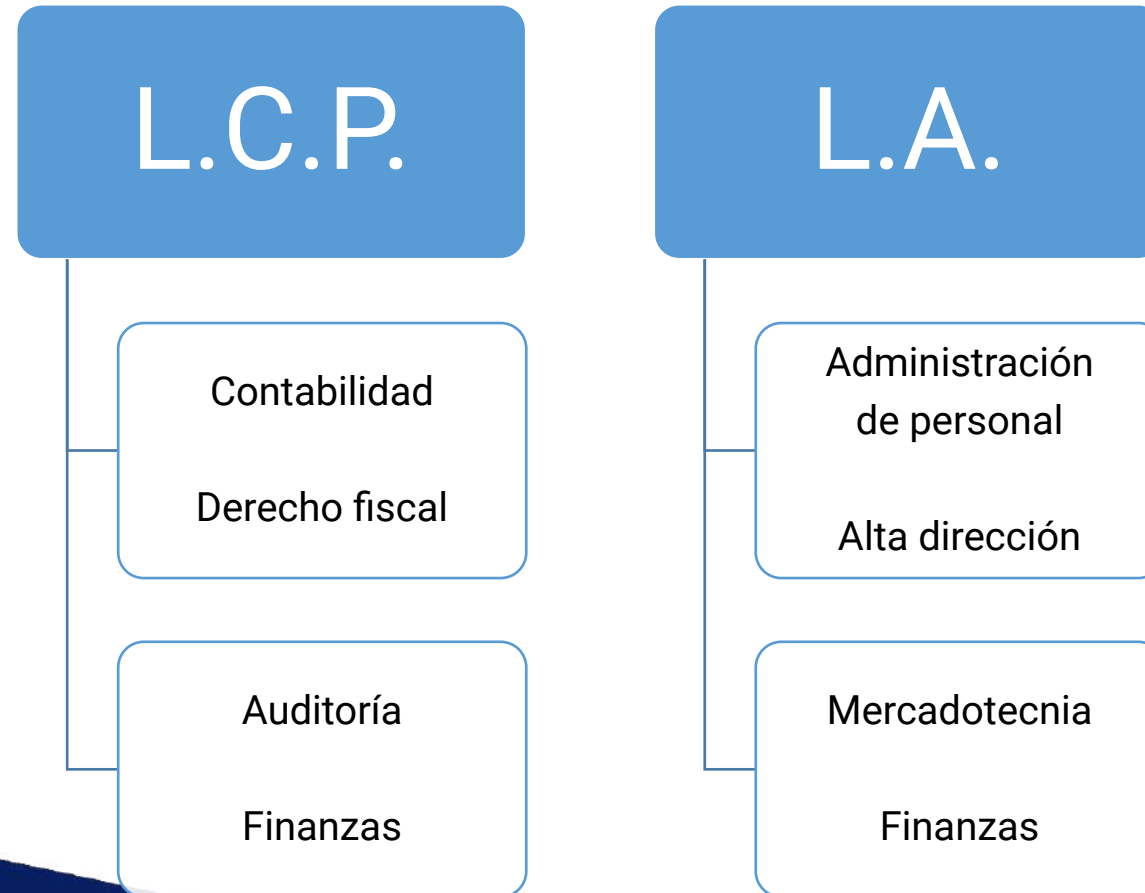 L.C.P.
Contabilidad
Derecho fiscal
Auditoría
Finanzas
L.A.
Administración
de personal
Alta dirección
Mercadotecnia
Finanzas